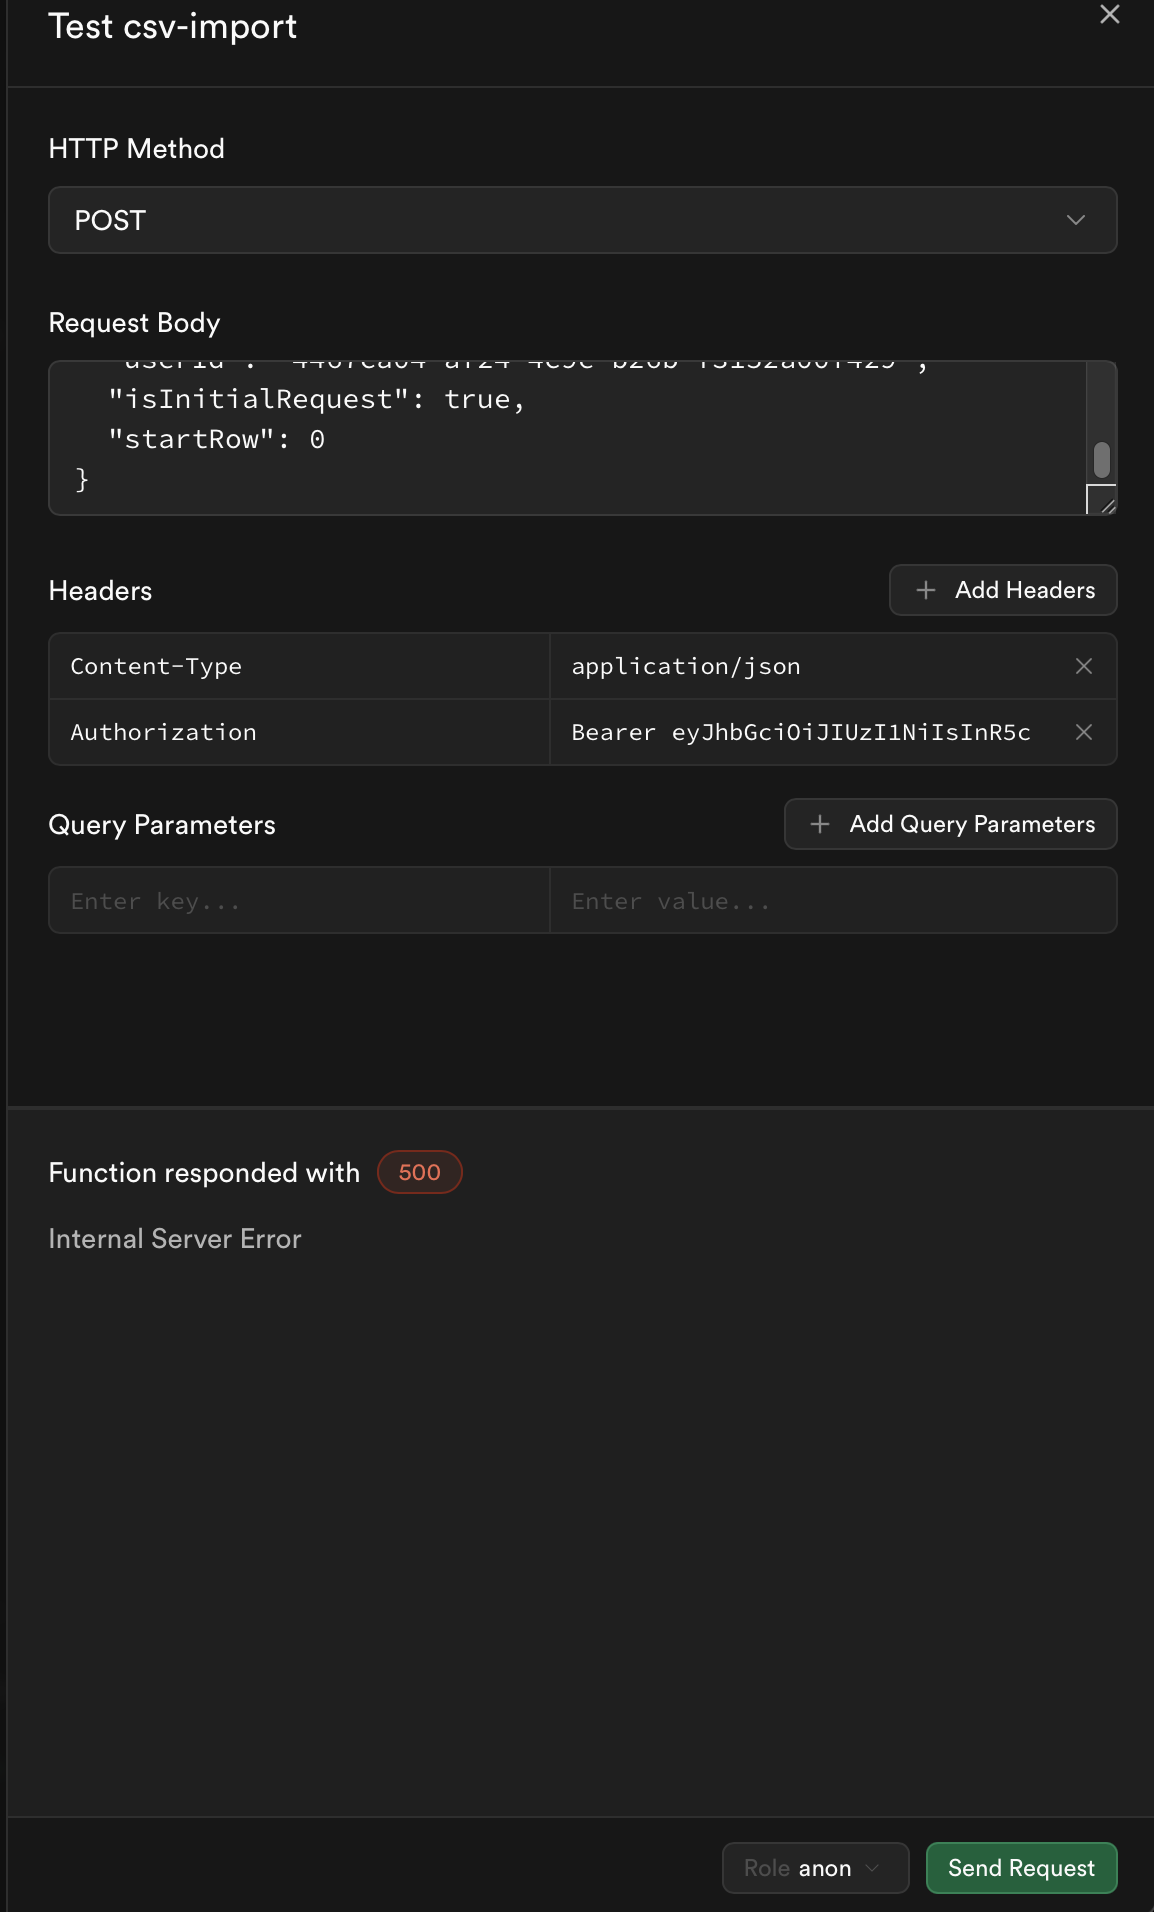 Test csv-import
HTTP Method
POST
Request Body
"isInitialRequest": true,
"startRow": 0
}
Headers
Add Headers
Content-Type
application/json
Authorization
Bearer eyJhbGciOiJIUzI1NiIsInR5c
Query Parameters
Add Query Parameters
Enter key...
Enter value...
Function responded with 500
Internal Server Error
Role anon
Send Request